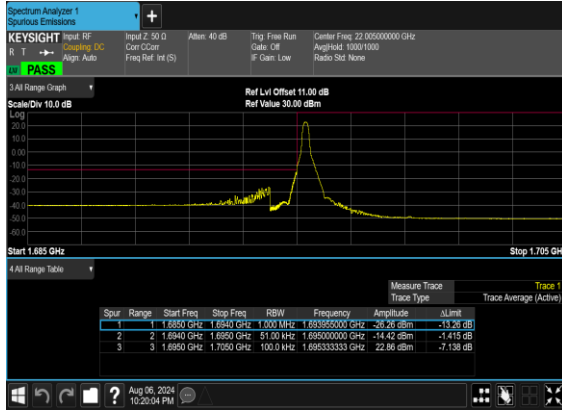 Spectrum Analyzer 1
Spurious Emissions
+
KEYSIGHT Input: RF Input Z: 50 Ω Atten: 40 dB Trig: Free Run Center Freq: 22.005000000 GHz
R T Coupling: DC Corr CCorr Gate: Off Avg|Hold: 1000/1000
Align: Auto Freq Ref: Int (S) IF Gain: Low Radio Std: None
PASS
3 All Range Graph
Ref Lvl Offset 11.00 dB
Scale/Div 10.0 dB Ref Value 30.00 dBm
Log
20.0
10.0
0.00
-10.0
-20.0
-30.0
-40.0
-50.0
-60.0
Start 1.685 GHz Stop 1.705 GH
4 All Range Table
Measure Trace Trace 1
Trace Type Trace Average (Active)
Spur Range Start Freq Stop Freq RBW Frequency Amplitude ΔLimit
1 1 1.6850 GHz 1.6940 GHz 1.000 MHz 1.693955000 GHz -26.26 dBm -13.26 dB
2 2 1.6940 GHz 1.6950 GHz 51.00 kHz 1.695000000 GHz -14.42 dBm -1.415 dB
3 3 1.6950 GHz 1.7050 GHz 100.0 kHz 1.695333333 GHz 22.86 dBm -7.138 dB
? Aug 06, 2024
10:20:04 PM